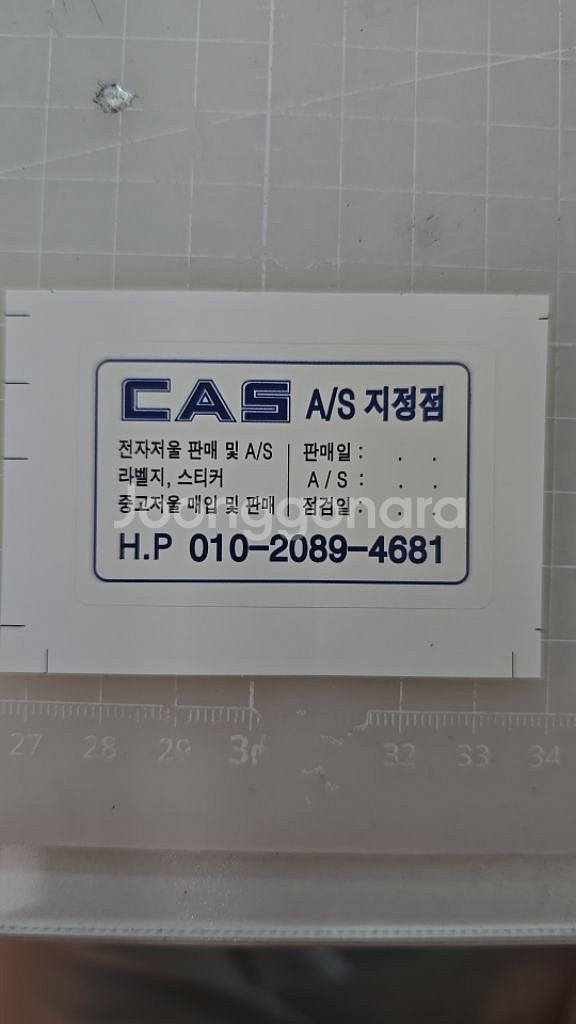 CAS A/S 지정점
전자저울 판매 및 A/S
라벨지, 스티커
중고저울 매입 및 판매
판매일 : . .
A / S : . .
점검일 : . .
H.P 010-2089-4681
Joonggonara
27 28 29 30 32 33 34